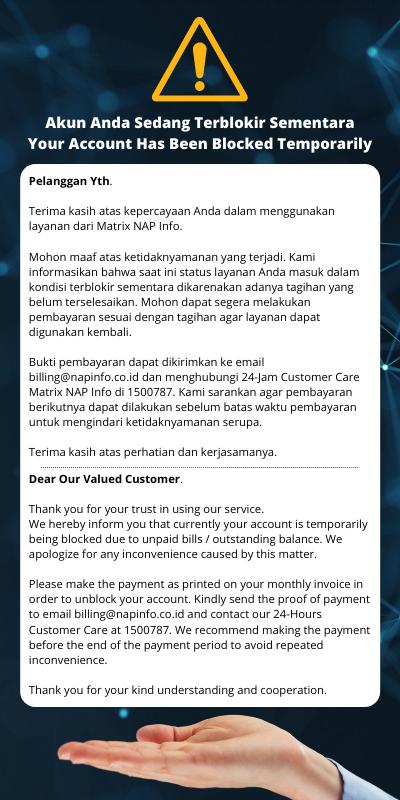 Akun Anda Sedang Terblokir Sementara
Your Account Has Been Blocked Temporarily
Pelanggan Yth.
Terima kasih atas kepercayaan Anda dalam menggunakan
layanan dari Matrix NAP Info.
Mohon maaf atas ketidaknyamanan yang terjadi. Kami
informasikan bahwa saat ini status layanan Anda masuk dalam
kondisi terblokir sementara dikarenakan adanya tagihan yang
belum terselesaikan. Mohon dapat segera melakukan
pembayaran sesuai dengan tagihan agar layanan dapat
digunakan kembali.
Bukti pembayaran dapat dikirimkan ke email
billing@napinfo.co.id dan menghubungi 24-Jam Customer Care
Matrix NAP Info di 1500787. Kami sarankan agar pembayaran
berikutnya dapat dilakukan sebelum batas waktu pembayaran
untuk mengindari ketidaknyamanan serupa.
Terima kasih atas perhatian dan kerjasamanya.
Dear Our Valued Customer.
Thank you for your trust in using our service.
We hereby inform you that currently your account is temporarily
being blocked due to unpaid bills / outstanding balance. We
apologize for any inconvenience caused by this matter.
Please make the payment as printed on your monthly invoice in
order to unblock your account. Kindly send the proof of payment
to email billing@napinfo.co.id and contact our 24-Hours
Customer Care at 1500787. We recommend making the payment
before the end of the payment period to avoid repeated
inconvenience.
Thank you for your kind understanding and cooperation.